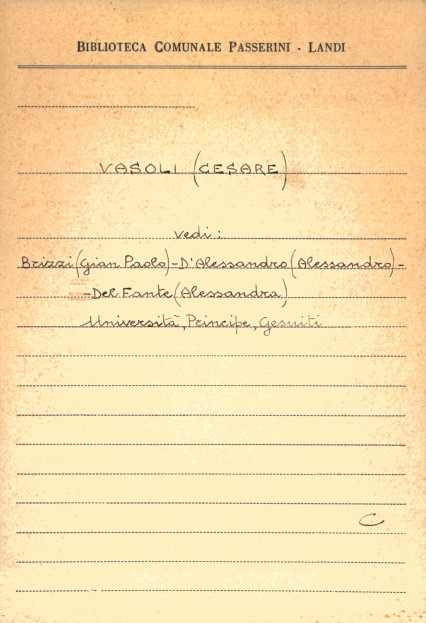 BIBLIOTECA COMUNALE PASSERINI - LANDI
VASOLI (CESARE)
vedi:
Brizzi (Gian Paolo) - D'Alessandro (Alessandro) -
- Del Fante (Alessandra)
Università, Principe, Gesuiti
C